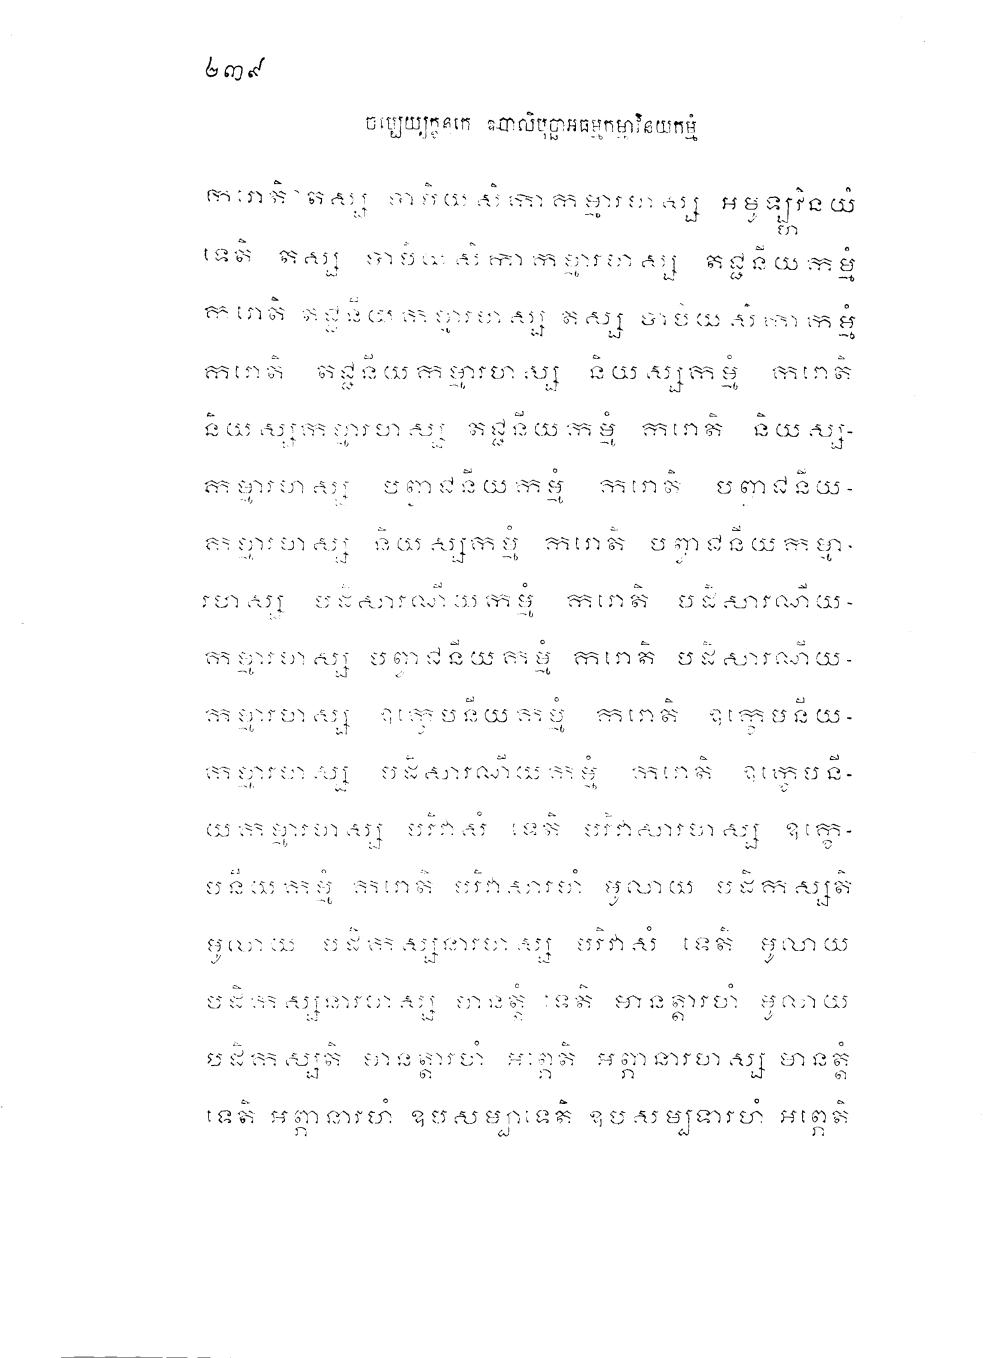 ២៣៩
ចម្បេយ្យក្ខន្ធកេ ឧបាលិបុច្ឆាអធម្មកម្មាវិនយកម្មំ
ករោតិ តស្ស បាបិយសិកាកម្មារហស្ស អមូឡ្ហវិនយំ
ទេតិ តស្ស បាបិយសិកាកម្មារហស្ស តជ្ជនីយកម្មំ
ករោតិ តជ្ជនីយកម្មារហស្ស តស្ស បាបិយសិកាកម្មំ
ករោតិ តជ្ជនីយកម្មារហស្ស និយស្សកម្មំ ករោតិ
និយស្សកម្មារហស្ស តជ្ជនីយកម្មំ ករោតិ និយស្ស-
កម្មារហស្ស បព្វាជនីយកម្មំ ករោតិ បព្វាជនីយ-
កម្មារហស្ស និយស្សកម្មំ ករោតិ បព្វាជនីយកម្មា-
រហស្ស បដិសារណីយកម្មំ ករោតិ បដិសារណីយ-
កម្មារហស្ស បព្វាជនីយកម្មំ ករោតិ បដិសារណីយ-
កម្មារហស្ស ឧក្ខេបនីយកម្មំ ករោតិ ឧក្ខេបនីយ-
កម្មារហស្ស បដិសារណីយកម្មំ ករោតិ ឧក្ខេបនី-
យកម្មារហស្ស បរិវាសំ ទេតិ បរិវាសារហស្ស ឧក្ខេ-
បនីយកម្មំ ករោតិ បរិវាសារហំ មូលាយ បដិកស្សតិ
មូលាយ បដិកស្សនារហស្ស បរិវាសំ ទេតិ មូលាយ
បដិកស្សនារហស្ស មានត្តំ ទេតិ មានត្តារហំ មូលាយ
បដិកស្សតិ មានត្តារហំ អព្ភេតិ អព្ភានារហស្ស មានត្តំ
ទេតិ អព្ភានារហំ ឧបសម្បាទេតិ ឧបសម្បទារហំ អព្ភេតិ